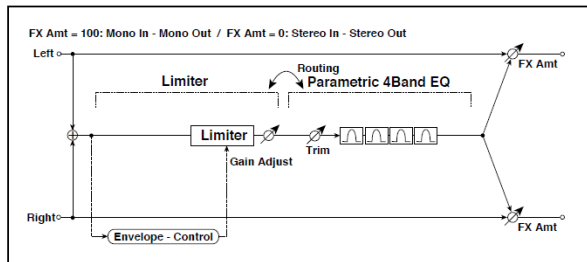 FX Amt = 100: Mono In - Mono Out / FX Amt = 0: Stereo In - Stereo Out
Left
FX Amt
Routing
Limiter
Parametric 4Band EQ
Limiter
Gain Adjust
Trim
Right
FX Amt
Envelope - Control